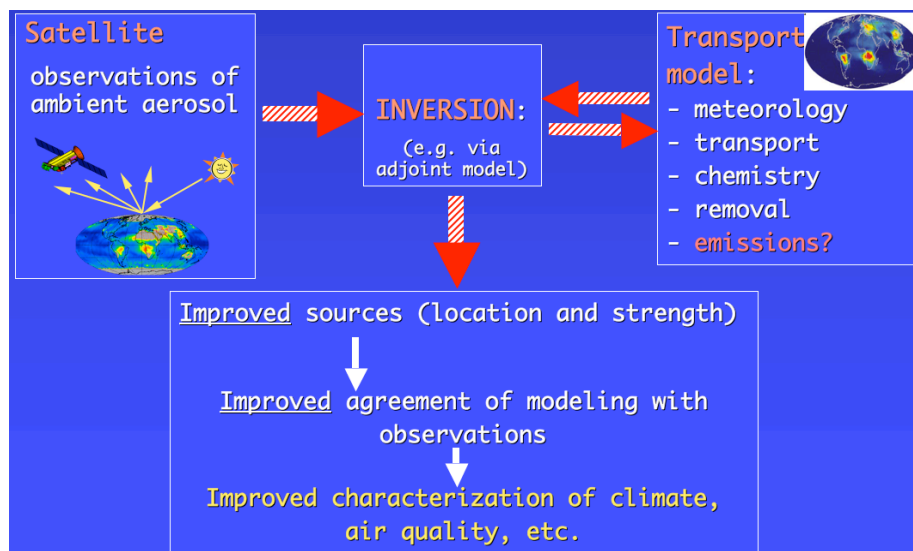 Satellite
observations of
ambient aerosol
INVERSION:
(e.g. via
adjoint model)
Transport
model:
- meteorology
- transport
- chemistry
- removal
- emissions?
Improved sources (location and strength)
Improved agreement of modeling with
observations
Improved characterization of climate,
air quality, etc.